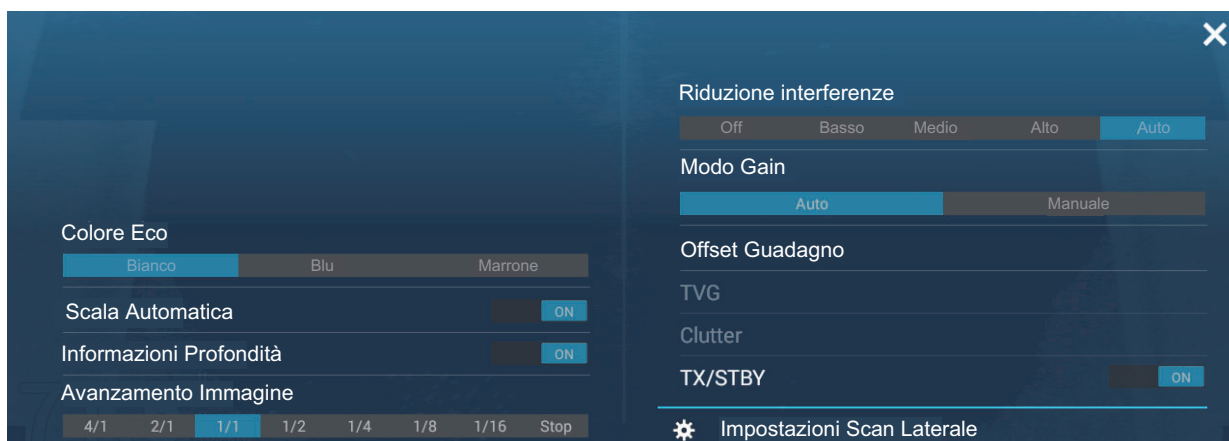 Colore Eco
Bianco Blu Marrone
Scala Automatica ON
Informazioni Profondità ON
Avanzamento Immagine
4/1 2/1 1/1 1/2 1/4 1/8 1/16 Stop
Riduzione interferenze
Off Basso Medio Alto Auto
Modo Gain
Auto Manuale
Offset Guadagno
TVG
Clutter
TX/STBY ON
Impostazioni Scan Laterale